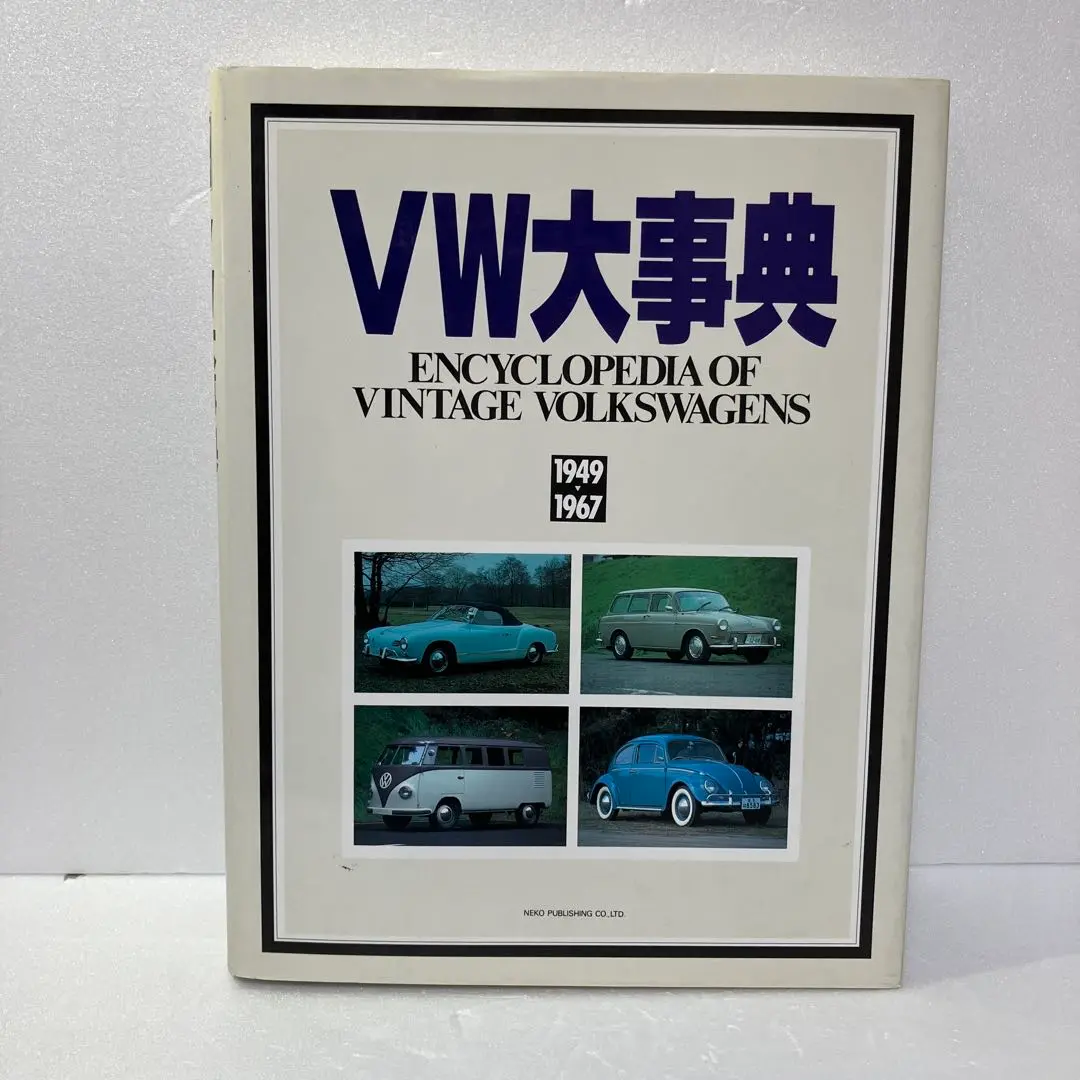 VW大事典
ENCYCLOPEDIA OF
VINTAGE VOLKSWAGENS
1949
1967
NEKO PUBLISHING CO.,LTD.